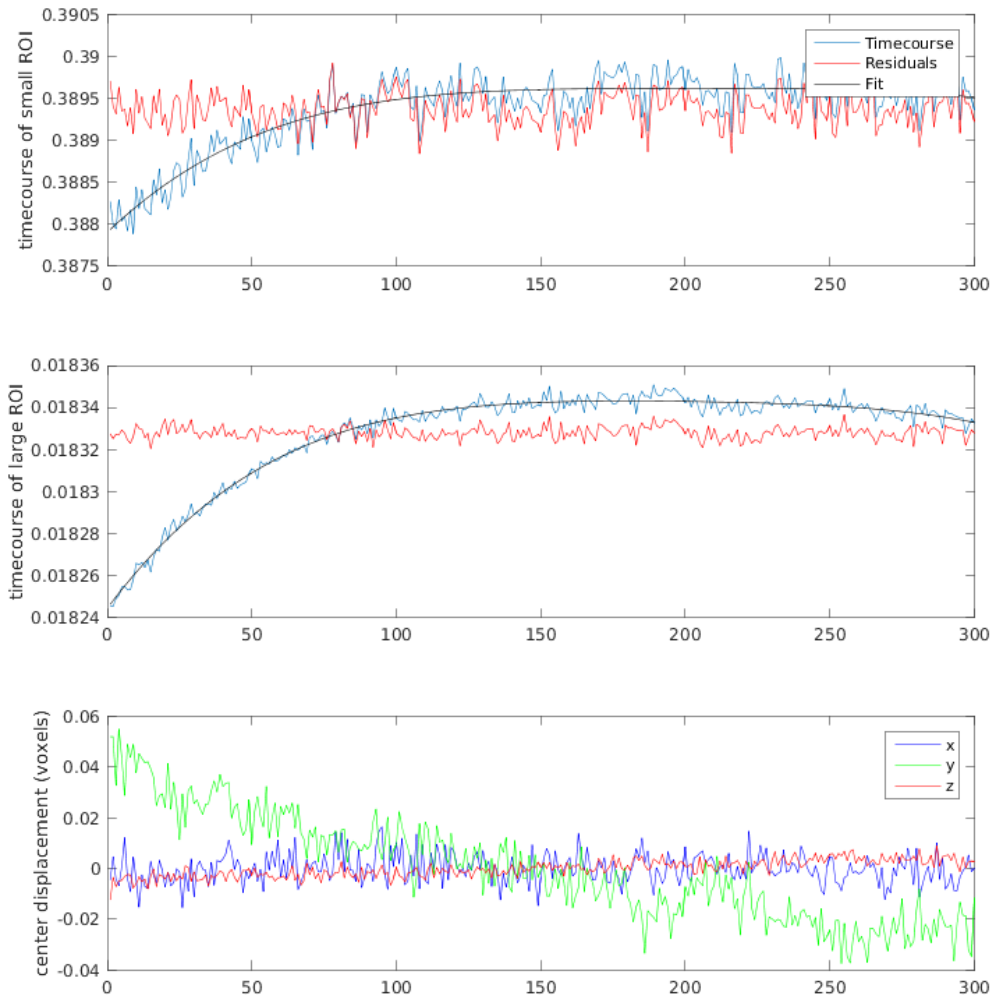 timecourse of small ROI
0.3905
0.39
0.3895
0.389
0.3885
0.388
0.3875
Timecourse
Residuals
Fit
0 50 100 150 200 250 300
timecourse of large ROI
0.01836
0.01834
0.01832
0.0183
0.01828
0.01826
0.01824
0 50 100 150 200 250 300
center displacement (voxels)
0.06
0.04
0.02
0
-0.02
-0.04
x
y
z
0 50 100 150 200 250 300